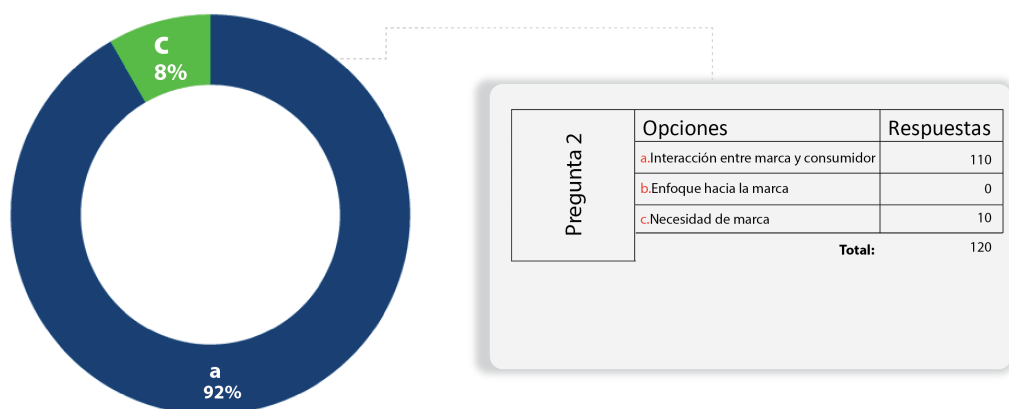 C
8%
a
92%
Pregunta 2
Opciones Respuestas
a.Interacción entre marca y consumidor 110
b.Enfoque hacia la marca 0
c.Necesidad de marca 10
Total: 120